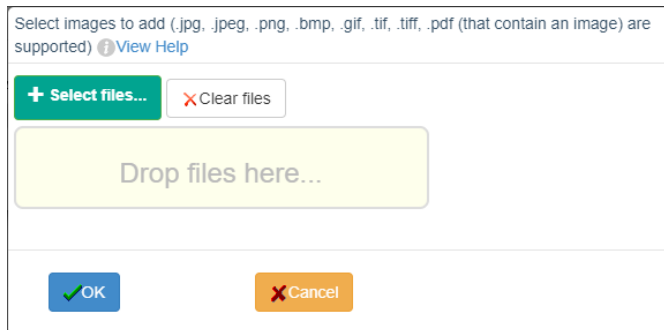 Select images to add (.jpg, .jpeg, .png, .bmp, .gif, .tif, .tiff, .pdf (that contain an image) are
supported) i View Help
+ Select files...
Clear files
Drop files here...
OK
Cancel